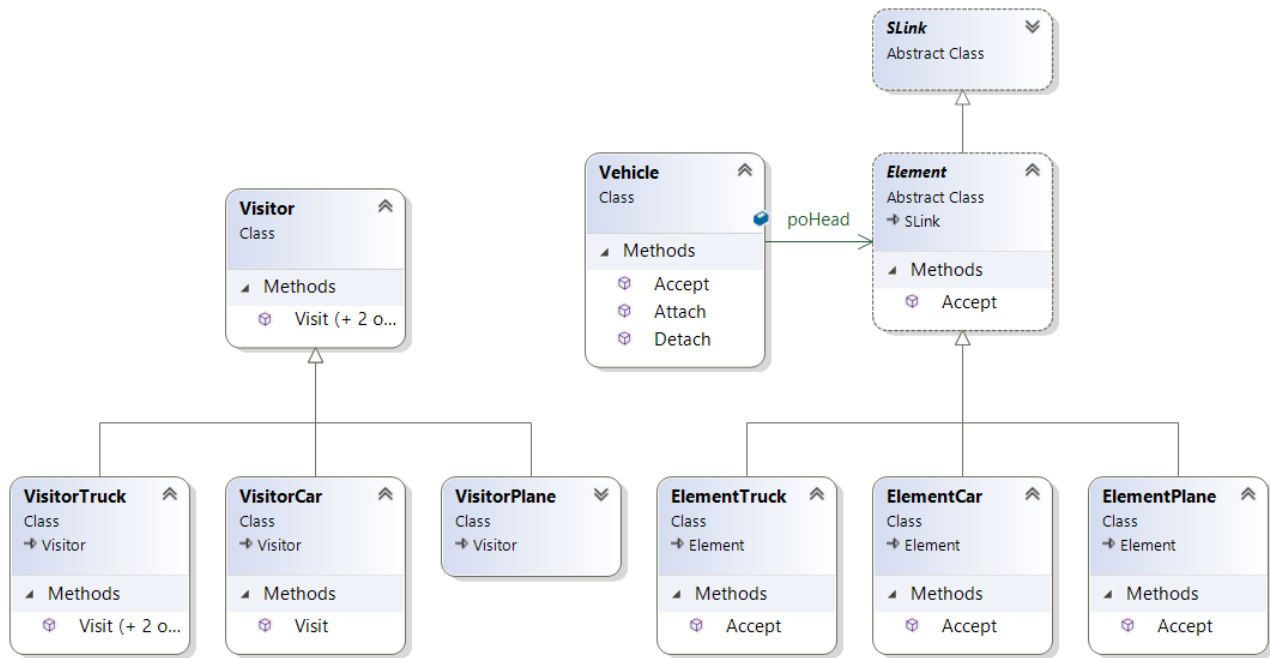 SLink
Abstract Class
Vehicle
Class
Methods
Accept
Attach
Detach
poHead
Element
Abstract Class
SLink
Methods
Accept
Visitor
Class
Methods
Visit (+ 2 o...
VisitorTruck
Class
Visitor
Methods
Visit (+ 2 o...
VisitorCar
Class
Visitor
Methods
Visit
VisitorPlane
Class
Visitor
ElementTruck
Class
Element
Methods
Accept
ElementCar
Class
Element
Methods
Accept
ElementPlane
Class
Element
Methods
Accept